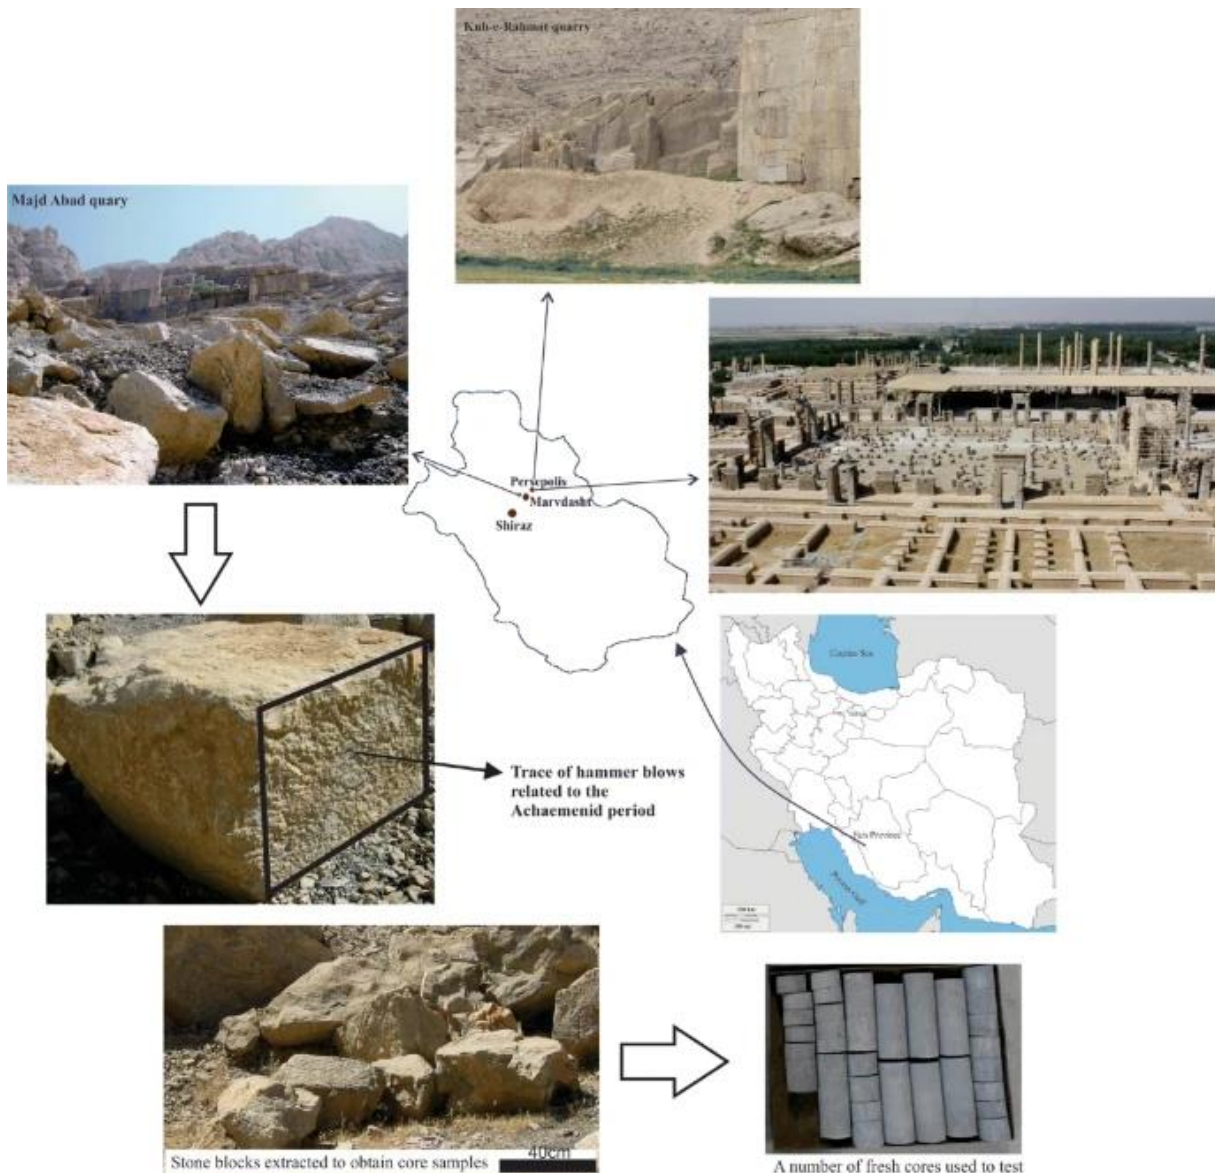 Kuh-e-Rahmat quarry
Majd Abad quary
Persepolis
Marvdasht
Shiraz
Caspian Sea
Trace of hammer blows
related to the
Achaemenid period
Fars Province
Persian Gulf
40cm
Stone blocks extracted to obtain core samples
A number of fresh cores used to test